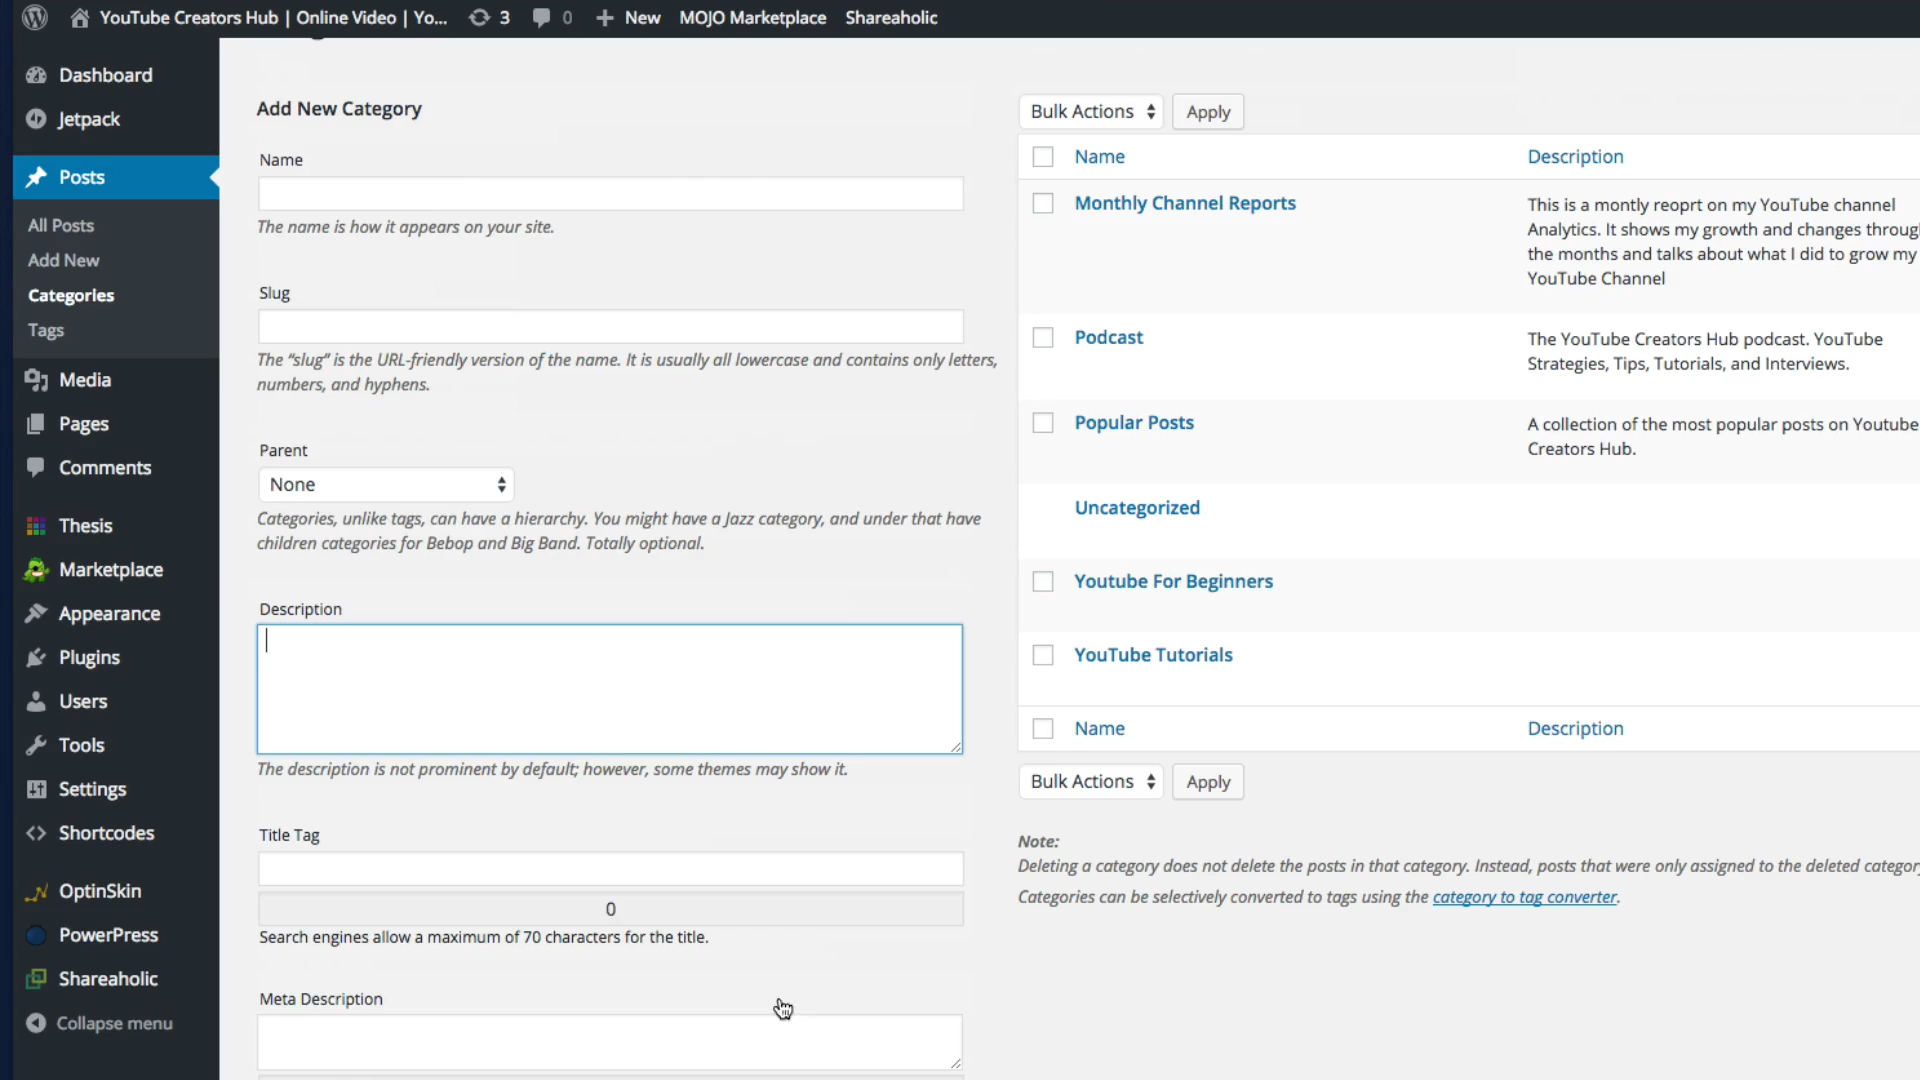 YouTube Creators Hub | Online Video | Yo... 3 0 New MOJO Marketplace Shareaholic
Dashboard
Jetpack
Posts
All Posts
Add New
Categories
Tags
Media
Pages
Comments
Thesis
Marketplace
Appearance
Plugins
Users
Tools
Settings
Shortcodes
OptinSkin
PowerPress
Shareaholic
Collapse menu
Add New Category
Name
The name is how it appears on your site.
Slug
The “slug” is the URL-friendly version of the name. It is usually all lowercase and contains only letters,
numbers, and hyphens.
Parent
None
Categories, unlike tags, can have a hierarchy. You might have a Jazz category, and under that have
children categories for Bebop and Big Band. Totally optional.
Description
The description is not prominent by default; however, some themes may show it.
Title Tag
0
Search engines allow a maximum of 70 characters for the title.
Meta Description
Bulk Actions Apply
Name Description
Monthly Channel Reports
This is a montly reoprt on my YouTube channel
Analytics. It shows my growth and changes throug
the months and talks about what I did to grow my
YouTube Channel
Podcast
The YouTube Creators Hub podcast. YouTube
Strategies, Tips, Tutorials, and Interviews.
Popular Posts
A collection of the most popular posts on Youtube
Creators Hub.
Uncategorized
Youtube For Beginners
YouTube Tutorials
Name Description
Bulk Actions Apply
Note:
Deleting a category does not delete the posts in that category. Instead, posts that were only assigned to the deleted categor
Categories can be selectively converted to tags using the category to tag converter.